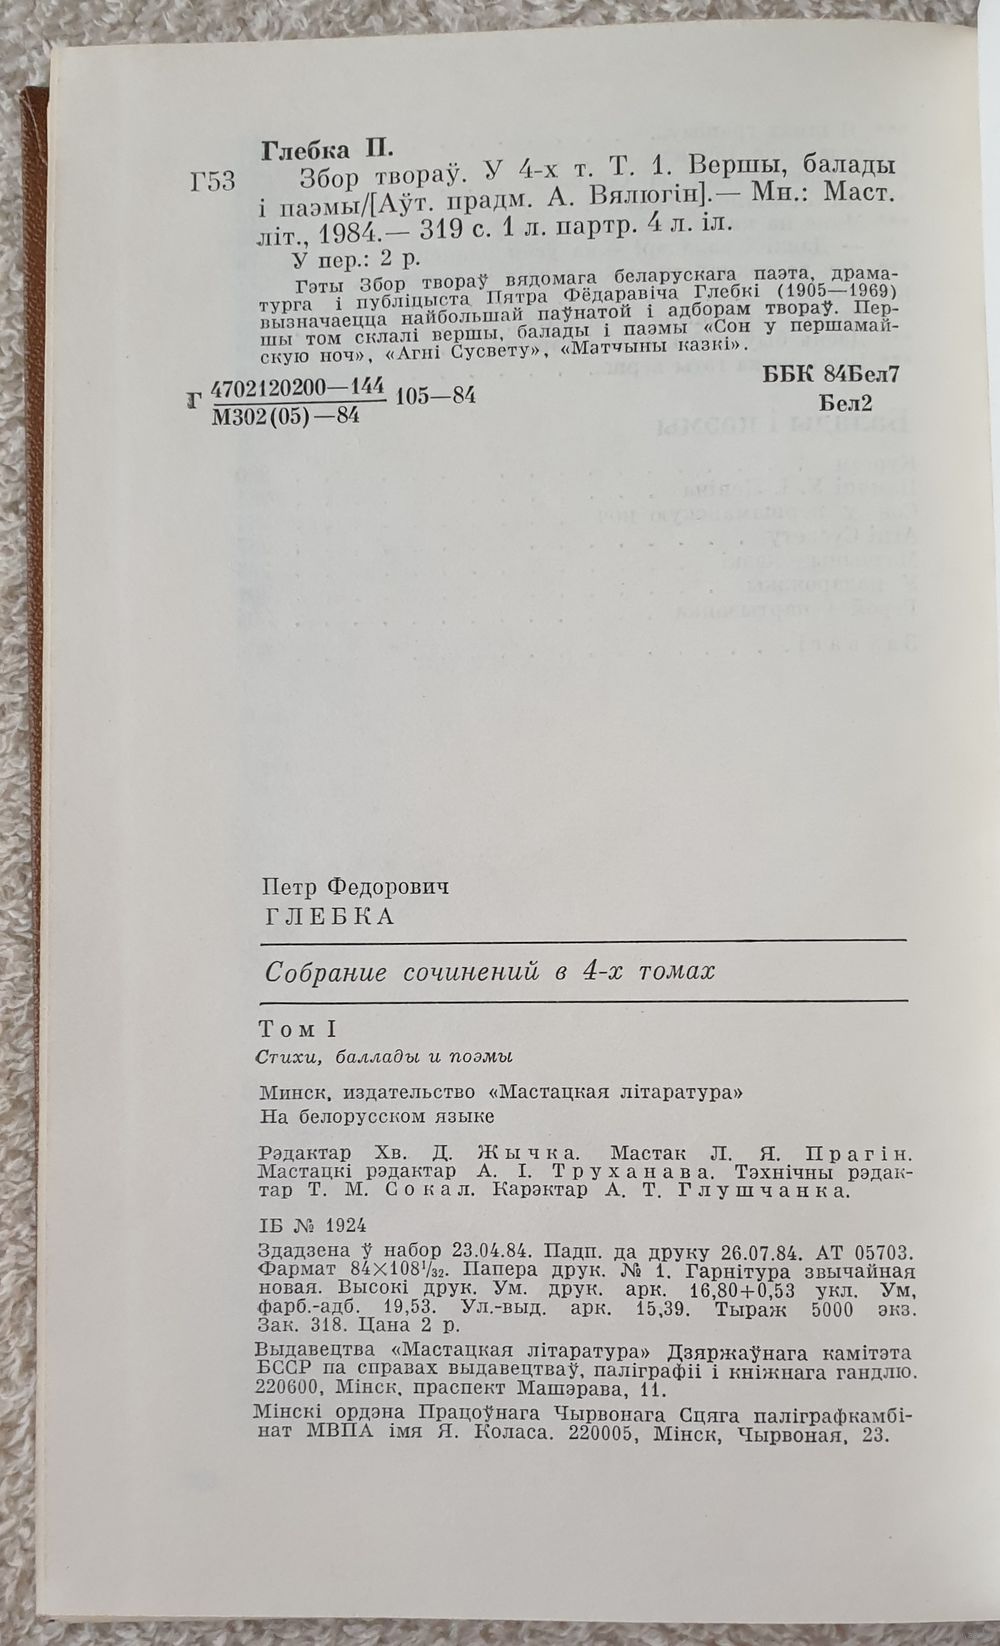 Глебка П.
Г53 Збор твораў. У 4-х т. Т. 1. Вершы, балады
і паэмы/[Аўт. прадм. А. Вялюгін].— Мн.: Маст.
літ., 1984.— 319 с. 1 л. партр. 4 л. іл.
У пер.: 2 р.
Гэты Збор твораў вядомага беларускага паэта, драма-
турга і публіцыста Пятра Фёдаравіча Глебкі (1905—1969)
вызначаецца найбольшай паўнатой і адборам твораў. Пер-
шы том склалі вершы, балады і паэмы «Сон у першамай-
скую ноч», «Агні Сусвету», «Матчыны казкі».
Г 4702120200—144 105—84
М302(05)—84
ББК 84Бел7
Бел2
Петр Федорович
ГЛЕБКА
Собрание сочинений в 4-х томах
Том I
Стихи, баллады и поэмы
Минск, издательство «Мастацкая літаратура»
На белорусском языке
Рэдактар Хв. Д. Жычка. Мастак Л. Я. Прагін.
Мастацкі рэдактар А. І. Труханава. Тэхнічны рэдак-
тар Т. М. Сокал. Карэктар А. Т. Глушчанка.
ІБ № 1924
Здадзена ў набор 23.04.84. Падп. да друку 26.07.84. АТ 05703.
Фармат 84×108¹/₃₂. Папера друк. № 1. Гарнітура звычайная
новая. Высокі друк. Ум. друк. арк. 16,80+0,53 укл. Ум,
фарб.-адб. 19,53. Ул.-выд. арк. 15,39. Тыраж 5000 экз.
Зак. 318. Цана 2 р.
Выдавецтва «Мастацкая літаратура» Дзяржаўнага камітэта
БССР па справах выдавецтваў, паліграфіі і кніжнага гандлю.
220600, Мінск, праспект Машэрава, 11.
Мінскі ордэна Працоўнага Чырвонага Сцяга паліграфкамбі-
нат МВПА імя Я. Коласа. 220005, Мінск, Чырвоная, 23.